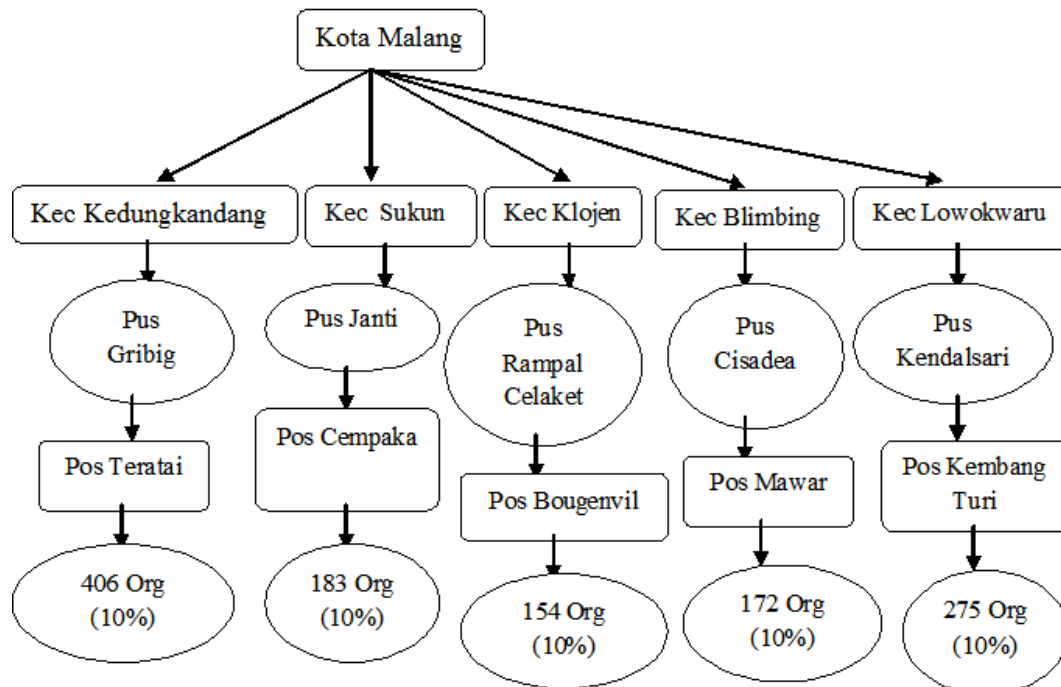 Kota Malang
Kec Kedungkandang
Kec Sukun
Kec Klojen
Kec Blimbing
Kec Lowokwaru
Pus
Gribig
Pus Janti
Pus
Rampal
Celaket
Pus
Cisadea
Pus
Kendalsari
Pos Teratai
Pos Cempaka
Pos Bougenvil
Pos Mawar
Pos Kembang
Turi
406 Org
(10%)
183 Org
(10%)
154 Org
(10%)
172 Org
(10%)
275 Org
(10%)